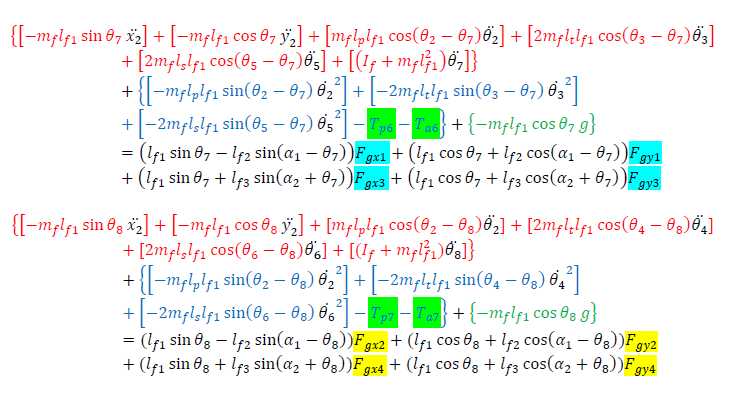 {[−m_f l_{f1} sin θ_7 ẍ_2] + [−m_f l_{f1} cos θ_7 ÿ_2] + [m_f l_p l_{f1} cos(θ_2 − θ_7)θ̈_2] + [2m_f l_t l_{f1} cos(θ_3 − θ_7)θ̈_3]
+ [2m_f l_s l_{f1} cos(θ_5 − θ_7)θ̈_5] + [(I_f + m_f l_{f1}^2)θ̈_7]}
+ {[−m_f l_p l_{f1} sin(θ_2 − θ_7) θ̇_2^2] + [−2m_f l_t l_{f1} sin(θ_3 − θ_7) θ̇_3^2]
+ [−2m_f l_s l_{f1} sin(θ_5 − θ_7) θ̇_5^2] − T_{p6} − T_{a6}} + {−m_f l_{f1} cos θ_7 g}
= (l_{f1} sin θ_7 − l_{f2} sin(α_1 − θ_7))F_{gx1} + (l_{f1} cos θ_7 + l_{f2} cos(α_1 − θ_7))F_{gy1}
+ (l_{f1} sin θ_7 + l_{f3} sin(α_2 + θ_7))F_{gx3} + (l_{f1} cos θ_7 + l_{f3} cos(α_2 + θ_7))F_{gy3}
{[−m_f l_{f1} sin θ_8 ẍ_2] + [−m_f l_{f1} cos θ_8 ÿ_2] + [m_f l_p l_{f1} cos(θ_2 − θ_8)θ̈_2] + [2m_f l_t l_{f1} cos(θ_4 − θ_8)θ̈_4]
+ [2m_f l_s l_{f1} cos(θ_6 − θ_8)θ̈_6] + [(I_f + m_f l_{f1}^2)θ̈_8]}
+ {[−m_f l_p l_{f1} sin(θ_2 − θ_8) θ̇_2^2] + [−2m_f l_t l_{f1} sin(θ_4 − θ_8) θ̇_4^2]
+ [−2m_f l_s l_{f1} sin(θ_6 − θ_8) θ̇_6^2] − T_{p7} − T_{a7}} + {−m_f l_{f1} cos θ_8 g}
= (l_{f1} sin θ_8 − l_{f2} sin(α_1 − θ_8))F_{gx2} + (l_{f1} cos θ_8 + l_{f2} cos(α_1 − θ_8))F_{gy2}
+ (l_{f1} sin θ_8 + l_{f3} sin(α_2 + θ_8))F_{gx4} + (l_{f1} cos θ_8 + l_{f3} cos(α_2 + θ_8))F_{gy4}